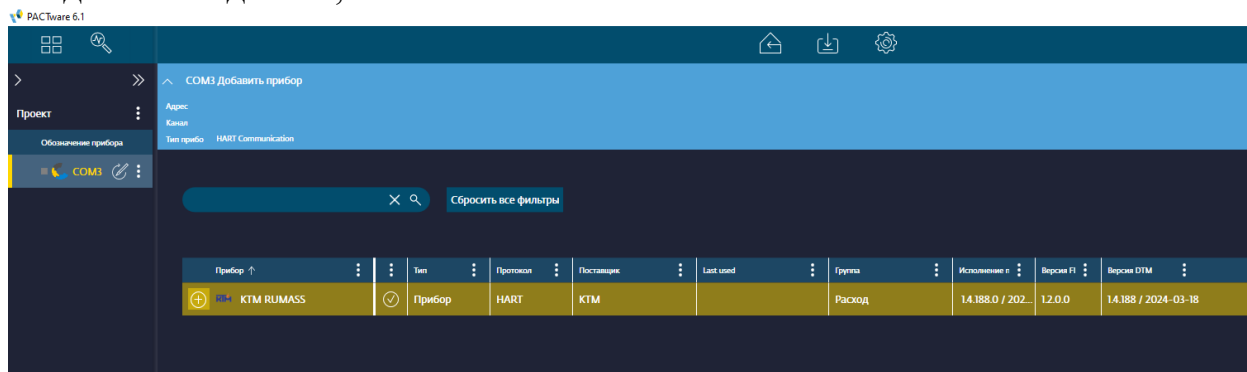 PACTware 6.1
COM3 Добавить прибор
Проект
Адрес
Канал
Обозначение прибора
Тип прибо HART Communication
COM3
Сбросить все фильтры
Прибор Тип Протокол Поставщик Last used Группа Исполнение п Версия FI Версия DTM
KTM RUMASS Прибор HART KTM Расход 1.4.188.0 / 202... 1.2.0.0 1.4.188 / 2024-03-18